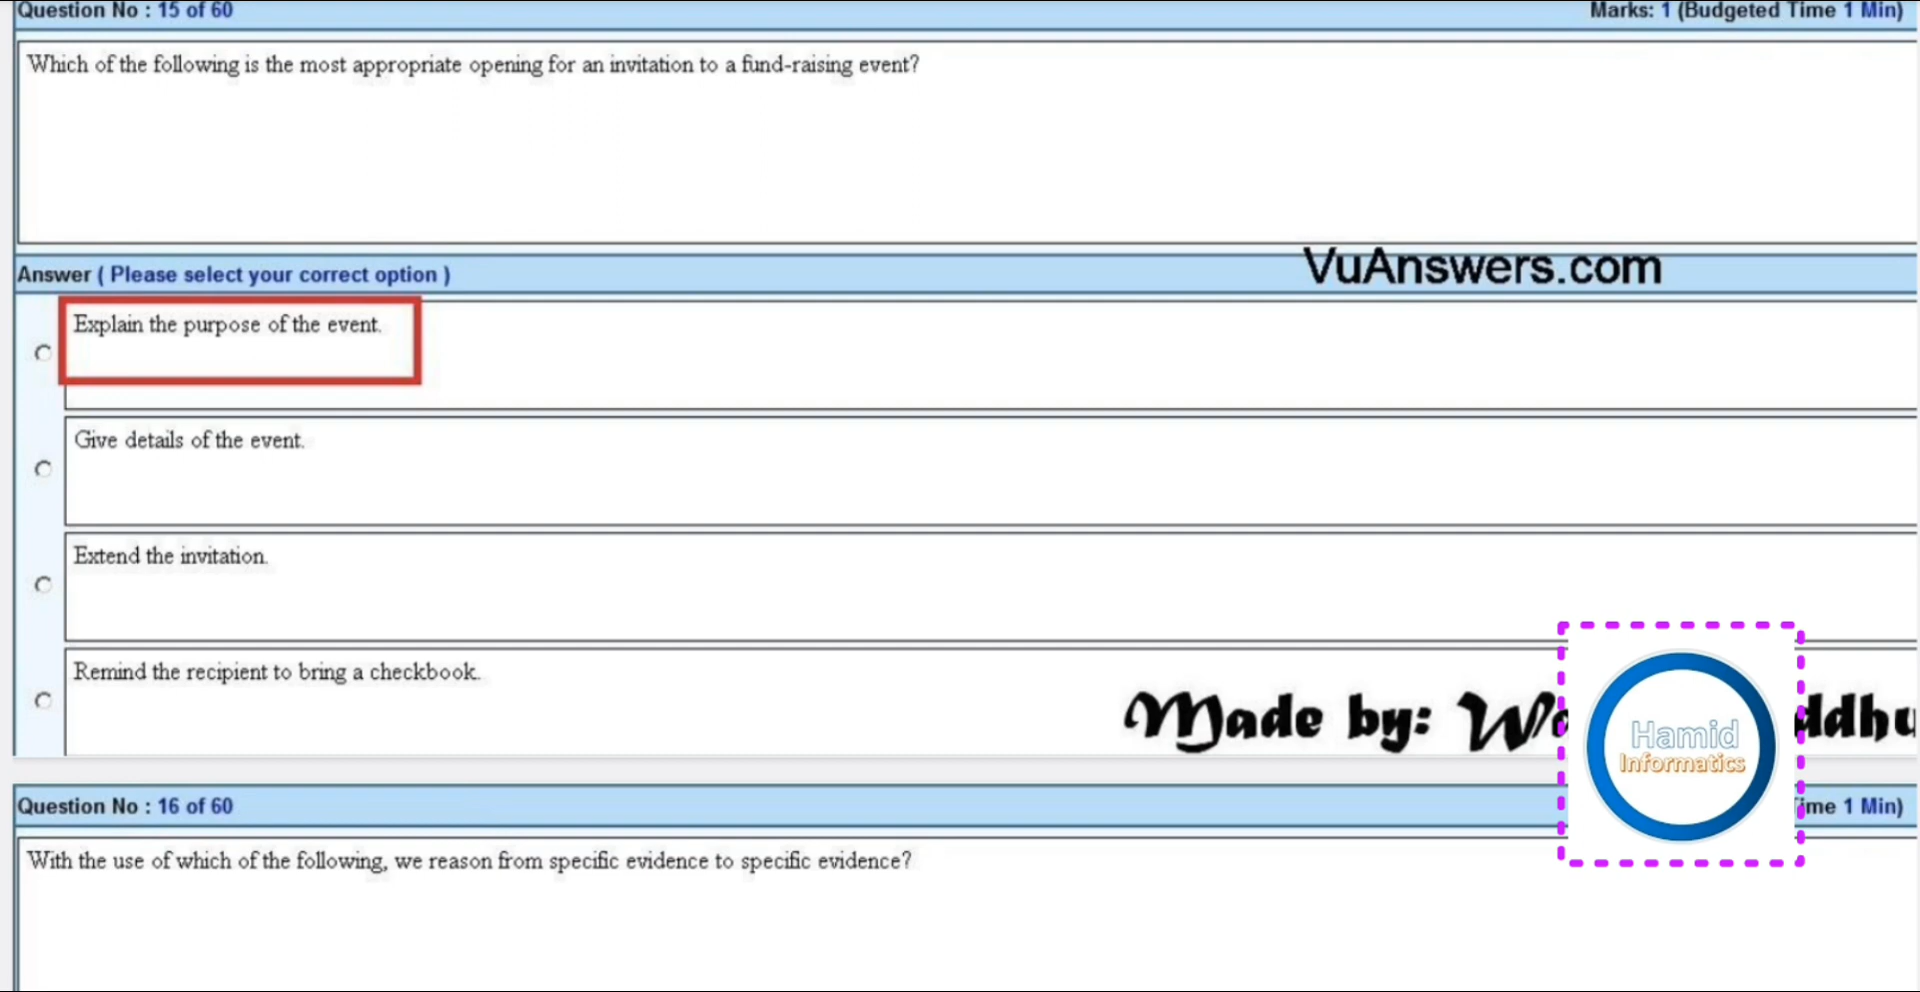 Question No : 15 of 60
Marks: 1 (Budgeted Time 1 Min)
Which of the following is the most appropriate opening for an invitation to a fund-raising event?
VuAnswers.com
Answer ( Please select your correct option )
Explain the purpose of the event.
Give details of the event.
Extend the invitation.
Remind the recipient to bring a checkbook.
Made by:
Hamid
Informatics
Question No : 16 of 60
1 Min)
With the use of which of the following, we reason from specific evidence to specific evidence?